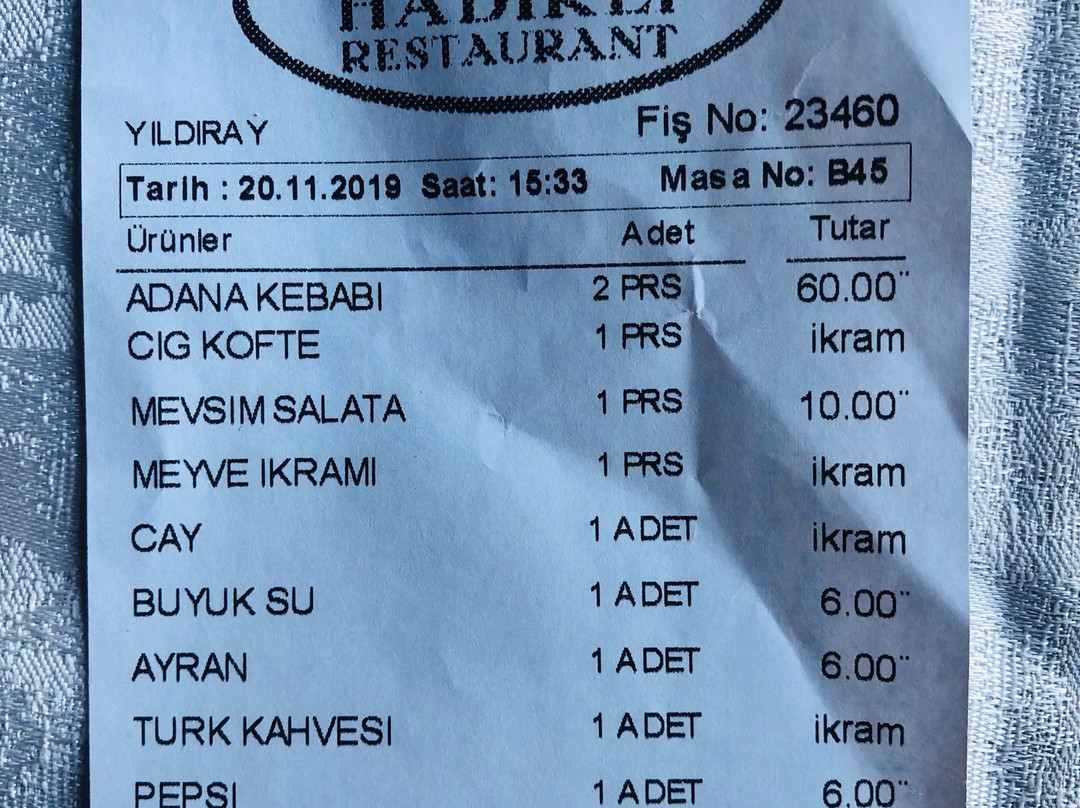 RESTAURANT
YILDIRAY Fiş No: 23460
Tarih : 20.11.2019 Saat: 15:33 Masa No: B45
Ürünler Adet Tutar
ADANA KEBABI 2 PRS 60.00¨
CIG KOFTE 1 PRS ikram
MEVSIM SALATA 1 PRS 10.00¨
MEYVE IKRAMI 1 PRS ikram
CAY 1 ADET ikram
BUYUK SU 1 ADET 6.00¨
AYRAN 1 ADET 6.00¨
TURK KAHVESI 1 ADET ikram
PEPSI 1 ADET 6.00¨